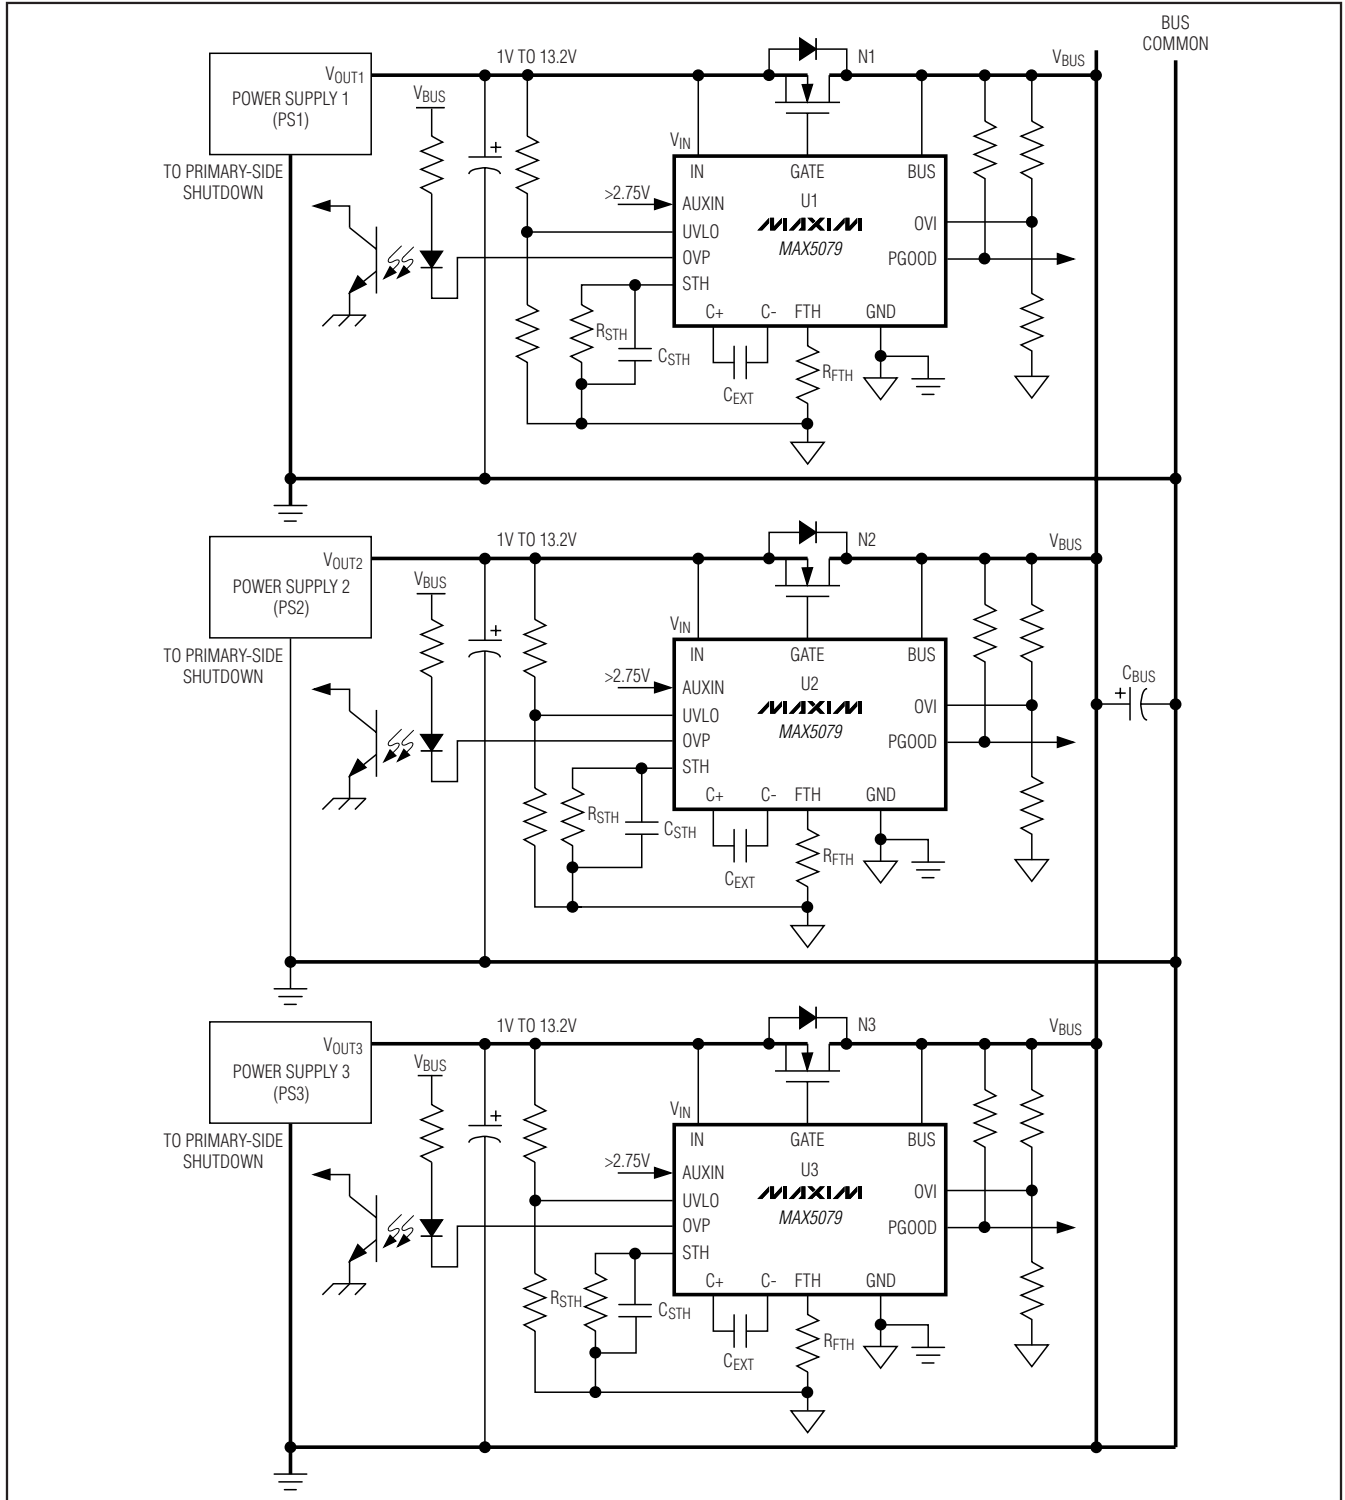 BUS
COMMON
1V TO 13.2V
N1
VBUS
VOUT1
POWER SUPPLY 1
(PS1)
VBUS
TO PRIMARY-SIDE
SHUTDOWN
VIN
IN
GATE
BUS
>2.75V
AUXIN
U1
MAXIM
MAX5079
UVLO
OVI
OVP
PGOOD
STH
C+
C-
FTH
GND
RSTH
CSTH
CEXT
RFTH
+
1V TO 13.2V
N2
VBUS
VOUT2
POWER SUPPLY 2
(PS2)
VBUS
TO PRIMARY-SIDE
SHUTDOWN
VIN
IN
GATE
BUS
>2.75V
AUXIN
U2
MAXIM
MAX5079
UVLO
OVI
OVP
PGOOD
STH
C+
C-
FTH
GND
RSTH
CSTH
CEXT
RFTH
+
CBUS
+
1V TO 13.2V
N3
VBUS
VOUT3
POWER SUPPLY 3
(PS3)
VBUS
TO PRIMARY-SIDE
SHUTDOWN
VIN
IN
GATE
BUS
>2.75V
AUXIN
U3
MAXIM
MAX5079
UVLO
OVI
OVP
PGOOD
STH
C+
C-
FTH
GND
RSTH
CSTH
CEXT
RFTH
+